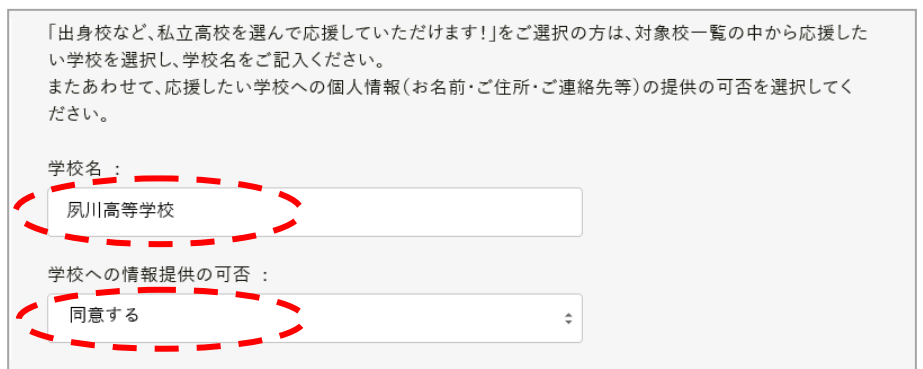 「出身校など、私立高校を選んで応援していただけます！」をご選択の方は、対象校一覧の中から応援した
い学校を選択し、学校名をご記入ください。
またあわせて、応援したい学校への個人情報（お名前・ご住所・ご連絡先等）の提供の可否を選択してく
ださい。
学校名 ：
夙川高等学校
学校への情報提供の可否 ：
同意する